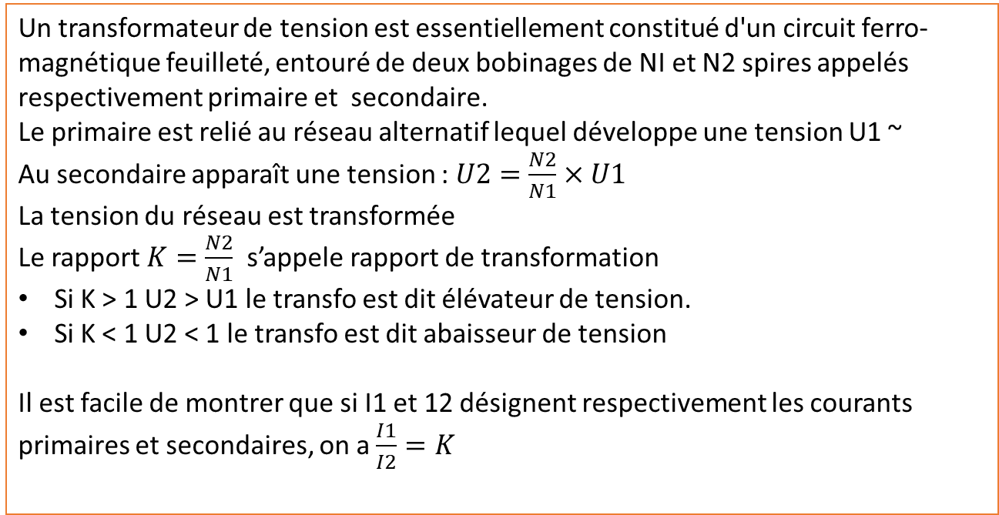 Un transformateur de tension est essentiellement constitué d'un circuit ferro-
magnétique feuilleté, entouré de deux bobinages de NI et N2 spires appelés
respectivement primaire et secondaire.
Le primaire est relié au réseau alternatif lequel développe une tension U1 ~
Au secondaire apparaît une tension : U2 = N2/N1 × U1
La tension du réseau est transformée
Le rapport K = N2/N1 s’appele rapport de transformation
• Si K > 1 U2 > U1 le transfo est dit élévateur de tension.
• Si K < 1 U2 < 1 le transfo est dit abaisseur de tension
Il est facile de montrer que si I1 et 12 désignent respectivement les courants
primaires et secondaires, on a I1/I2 = K